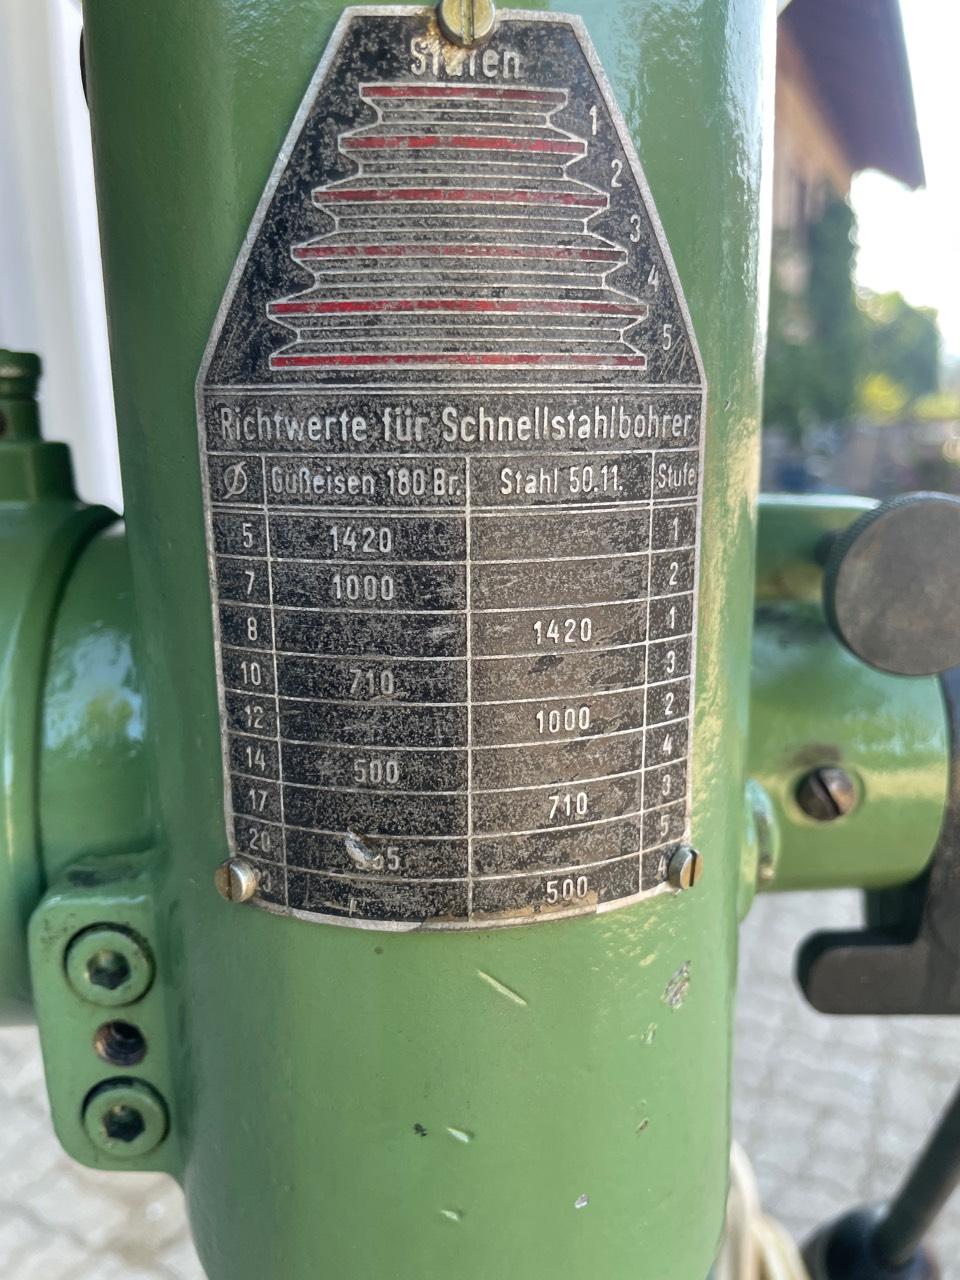 Stufen
1
2
3
4
5
Richtwerte für Schnellstahlbohrer
Ø Gußeisen 180 Br. Stahl 50.11. Stufe
5 1420 1
7 1000 2
8 1420 1
10 710 3
12 1000 2
14 500 4
17 710 3
20 5
500